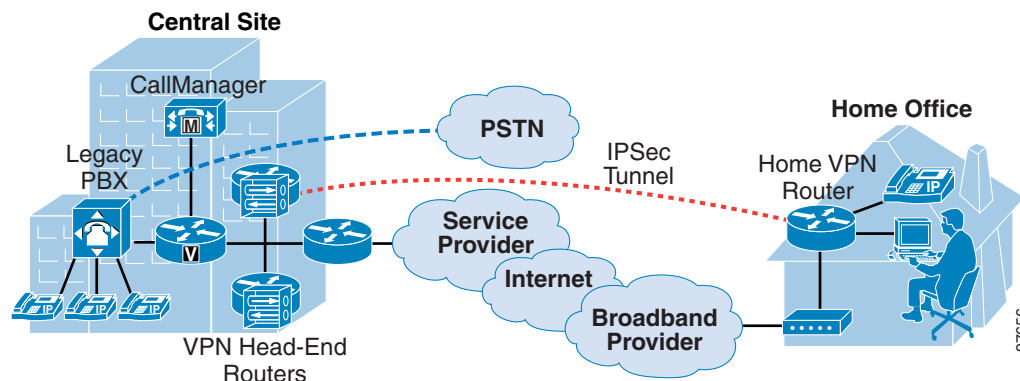 Central Site
CallManager
M
Legacy
PBX
PSTN
IPSec
Tunnel
Home Office
Home VPN
Router
IP
Service
Provider
V
Internet
IP
IP
IP
Broadband
Provider
VPN Head-End
Routers